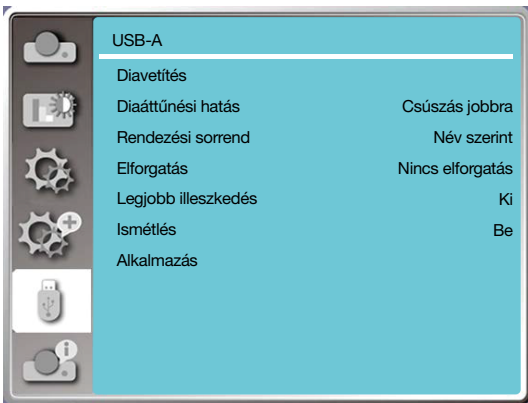 USB-A
Diavetítés
Diaáttűnési hatás Csúszás jobbra
Rendezési sorrend Név szerint
Elforgatás Nincs elforgatás
Legjobb illeszkedés Ki
Ismétlés Be
Alkalmazás